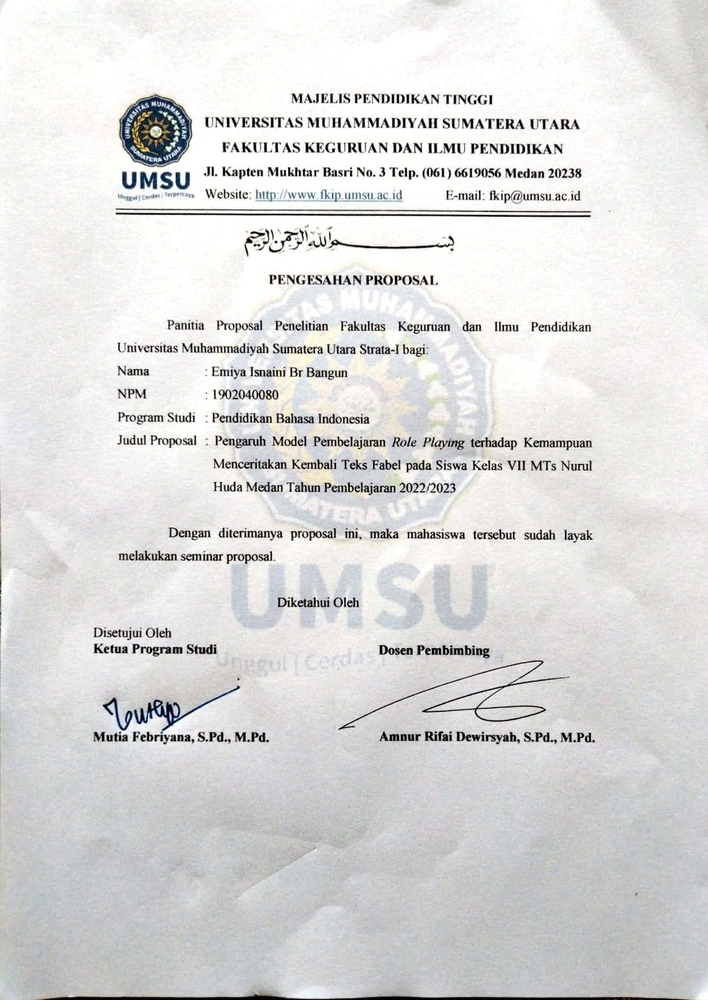 MAJELIS PENDIDIKAN TINGGI
UNIVERSITAS MUHAMMADIYAH SUMATERA UTARA
FAKULTAS KEGURUAN DAN ILMU PENDIDIKAN
Jl. Kapten Mukhtar Basri No. 3 Telp. (061) 6619056 Medan 20238
Website: http://www.fkip.umsu.ac.id E-mail: fkip@umsu.ac.id
UNIVERSITAS MUHAMMADIYAH
SUMATERA UTARA
UMSU
Unggul | Cerdas | Terpercaya
بسم الله الرحمن الرحيم
PENGESAHAN PROPOSAL
Panitia Proposal Penelitian Fakultas Keguruan dan Ilmu Pendidikan
Universitas Muhammadiyah Sumatera Utara Strata-I bagi:
Nama : Emiya Isnaini Br Bangun
NPM : 1902040080
Program Studi : Pendidikan Bahasa Indonesia
Judul Proposal : Pengaruh Model Pembelajaran Role Playing terhadap Kemampuan
Menceritakan Kembali Teks Fabel pada Siswa Kelas VII MTs Nurul
Huda Medan Tahun Pembelajaran 2022/2023
Dengan diterimanya proposal ini, maka mahasiswa tersebut sudah layak
melakukan seminar proposal.
UMSU
Diketahui Oleh
Disetujui Oleh
Ketua Program Studi Dosen Pembimbing
Unggul | Cerdas |
Mutia Febriyana, S.Pd., M.Pd. Amnur Rifai Dewirsyah, S.Pd., M.Pd.